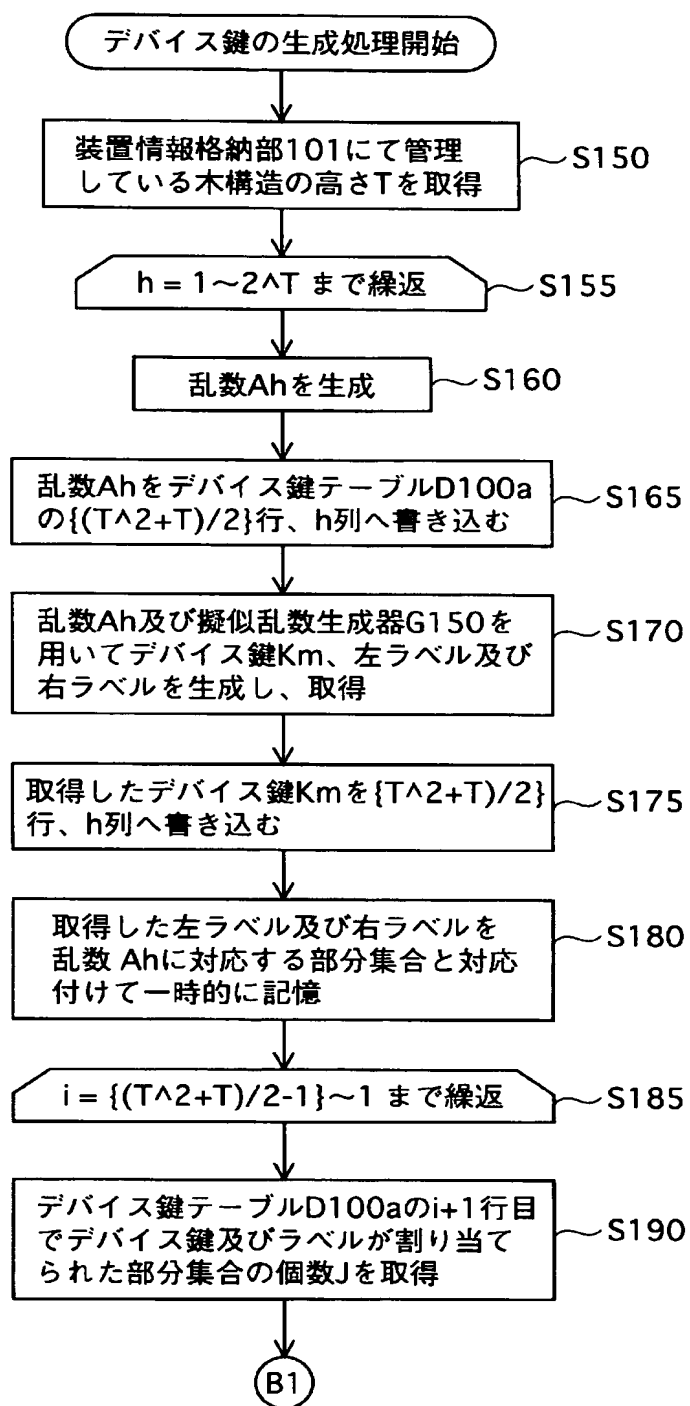 デバイス鍵の生成処理開始
装置情報格納部101にて管理
している木構造の高さTを取得
S150
h = 1～2^T まで繰返
S155
乱数Ahを生成
S160
乱数Ahをデバイス鍵テーブルD100a
の{(T^2+T)/2}行、h列へ書き込む
S165
乱数Ah及び擬似乱数生成器G150を
用いてデバイス鍵Km、左ラベル及び
右ラベルを生成し、取得
S170
取得したデバイス鍵Kmを{T^2+T)/2}
行、h列へ書き込む
S175
取得した左ラベル及び右ラベルを
乱数 Ahに対応する部分集合と対応
付けて一時的に記憶
S180
i = {(T^2+T)/2-1}～1 まで繰返
S185
デバイス鍵テーブルD100aのi+1行目
でデバイス鍵及びラベルが割り当て
られた部分集合の個数Jを取得
S190
B1